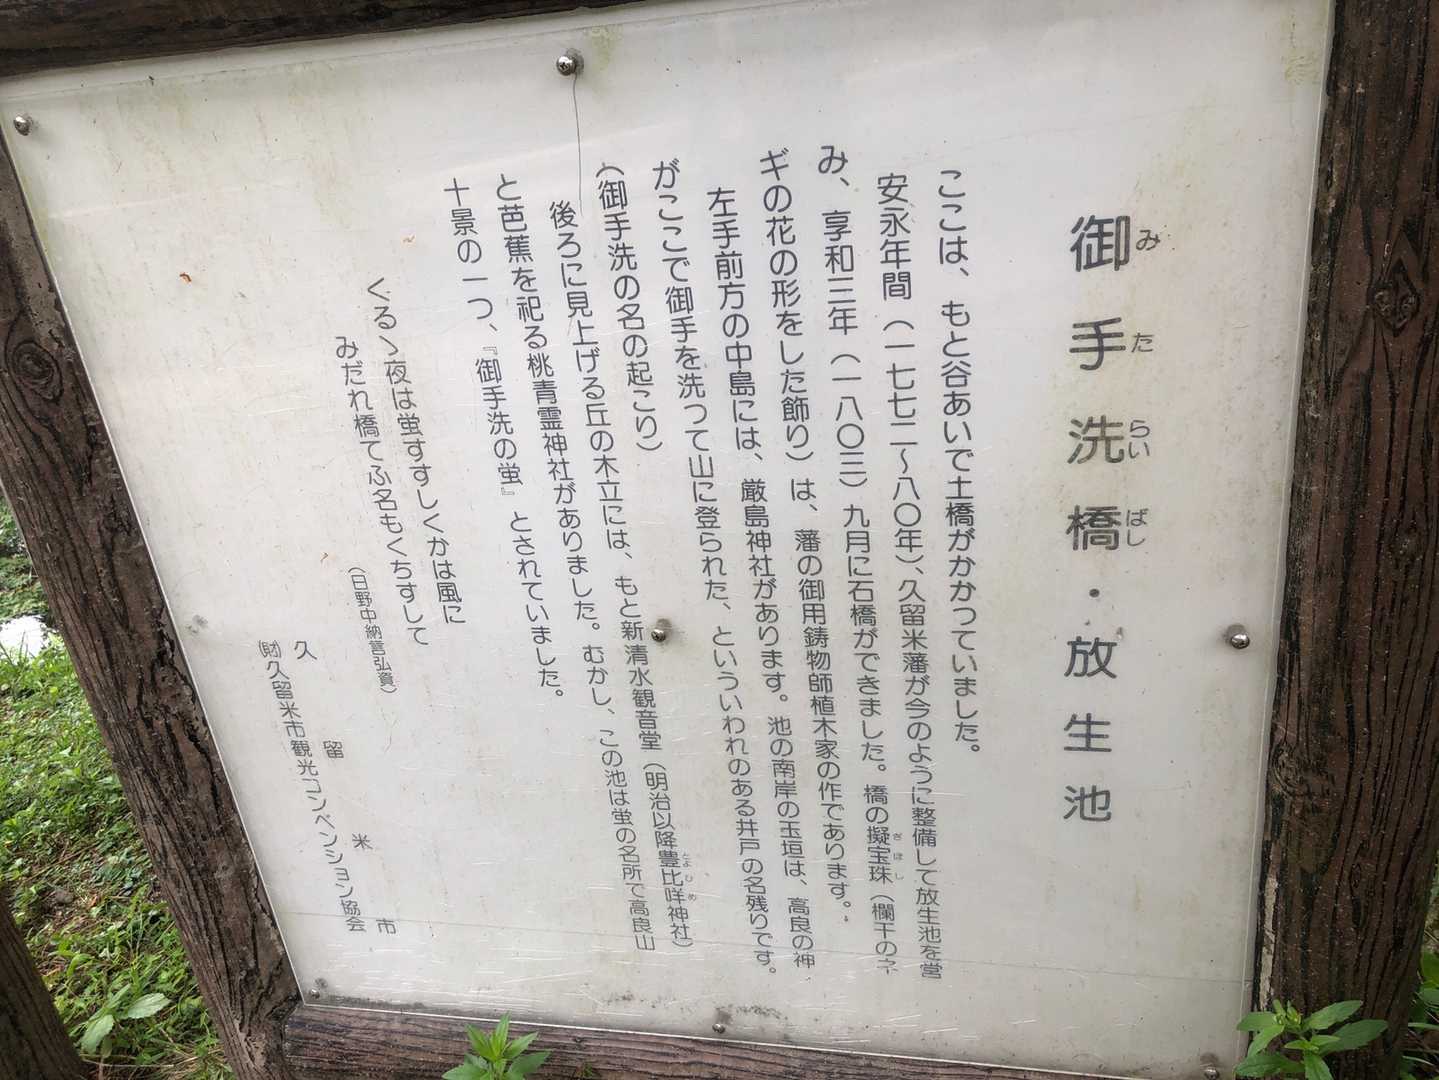 御手洗橋・放生池
みたらいばし
ここは、もと谷あいで土橋がかかつていました。
安永年間（一七七二〜八〇年）、久留米藩が今のように整備して放生池を営
み、享和三年（一八〇三）九月に石橋ができました。橋の擬宝珠（欄干のネ
ぎぼし
ギの花の形をした飾り）は、藩の御用鋳物師植木家の作であります。
左手前方の中島には、厳島神社があります。池の南岸の玉垣は、高良の神
がここで御手を洗つて山に登られた、といういわれのある井戸の名残りです。
（御手洗の名の起こり）
後ろに見上げる丘の木立には、もと新清水観音堂（明治以降豊比咩神社）
とよひめ
と芭蕉を祀る桃青霊神社がありました。むかし、この池は蛍の名所で高良山
十景の一つ、『御手洗の蛍』とされていました。
くるゝ夜は蛍すずしくかは風に
みだれ橋てふ名もくちずして
（日野中納言弘資）
久留米市
㈶久留米市観光コンベンション協会